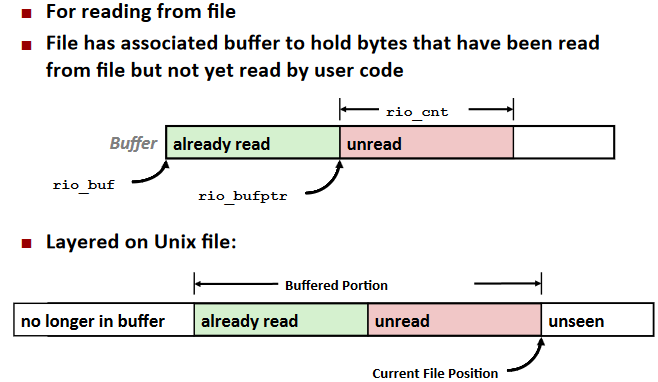 For reading from file
File has associated buffer to hold bytes that have been read
from file but not yet read by user code
rio_cnt
Buffer already read unread
rio_buf
rio_bufptr
Layered on Unix file:
Buffered Portion
no longer in buffer already read unread unseen
Current File Position